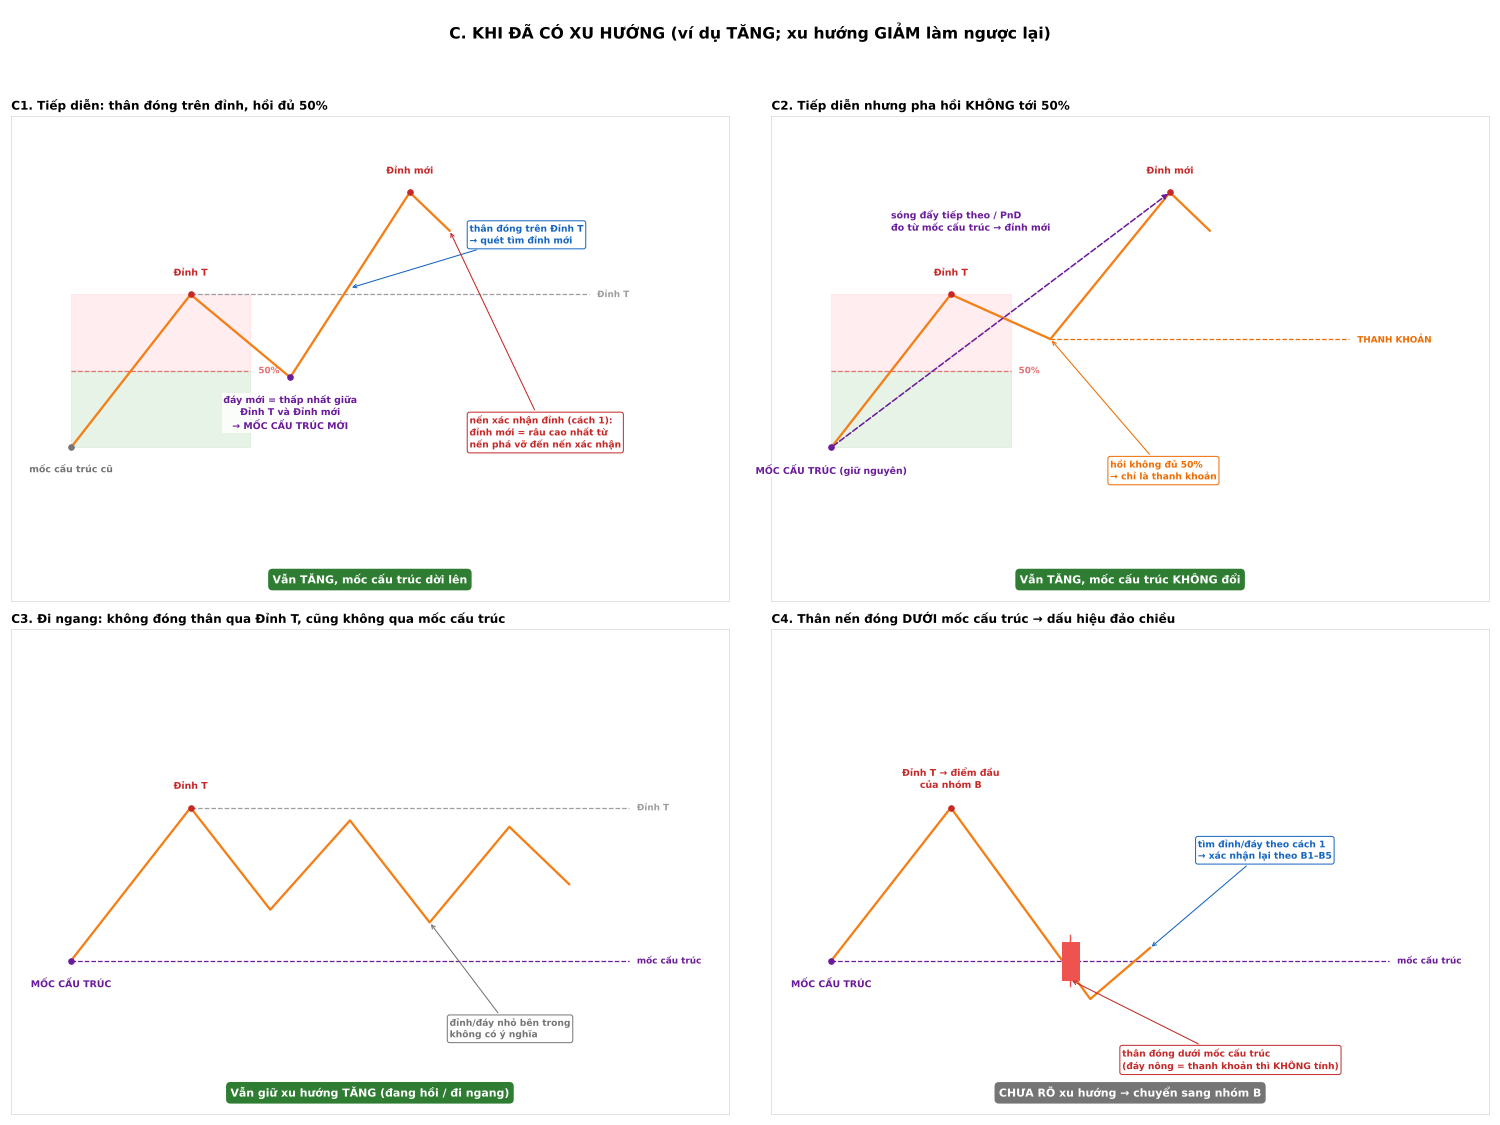 C. KHI ĐÃ CÓ XU HƯỚNG (ví dụ TĂNG; xu hướng GIẢM làm ngược lại)
C1. Tiếp diễn: thân đóng trên đỉnh, hồi đủ 50%
Đỉnh mới
thân đóng trên Đỉnh T
→ quét tìm đỉnh mới
Đỉnh T
Đỉnh T
50%
đáy mới = thấp nhất giữa
Đỉnh T và Đỉnh mới
→ MỐC CẤU TRÚC MỚI
nến xác nhận đỉnh (cách 1):
đỉnh mới = râu cao nhất từ
nến phá vỡ đến nến xác nhận
mốc cấu trúc cũ
Vẫn TĂNG, mốc cấu trúc dời lên
C2. Tiếp diễn nhưng pha hồi KHÔNG tới 50%
Đỉnh mới
sóng đẩy tiếp theo / PnD
đo từ mốc cấu trúc → đỉnh mới
Đỉnh T
THANH KHOẢN
50%
MỐC CẤU TRÚC (giữ nguyên)
hồi không đủ 50%
→ chỉ là thanh khoản
Vẫn TĂNG, mốc cấu trúc KHÔNG đổi
C3. Đi ngang: không đóng thân qua Đỉnh T, cũng không qua mốc cấu trúc
Đỉnh T
Đỉnh T
mốc cấu trúc
MỐC CẤU TRÚC
đỉnh/đáy nhỏ bên trong
không có ý nghĩa
Vẫn giữ xu hướng TĂNG (đang hồi / đi ngang)
C4. Thân nến đóng DƯỚI mốc cấu trúc → dấu hiệu đảo chiều
Đỉnh T → điểm đầu
của nhóm B
tìm đỉnh/đáy theo cách 1
→ xác nhận lại theo B1–B5
mốc cấu trúc
MỐC CẤU TRÚC
thân đóng dưới mốc cấu trúc
(đáy nông = thanh khoản thì KHÔNG tính)
CHƯA RÕ xu hướng → chuyển sang nhóm B